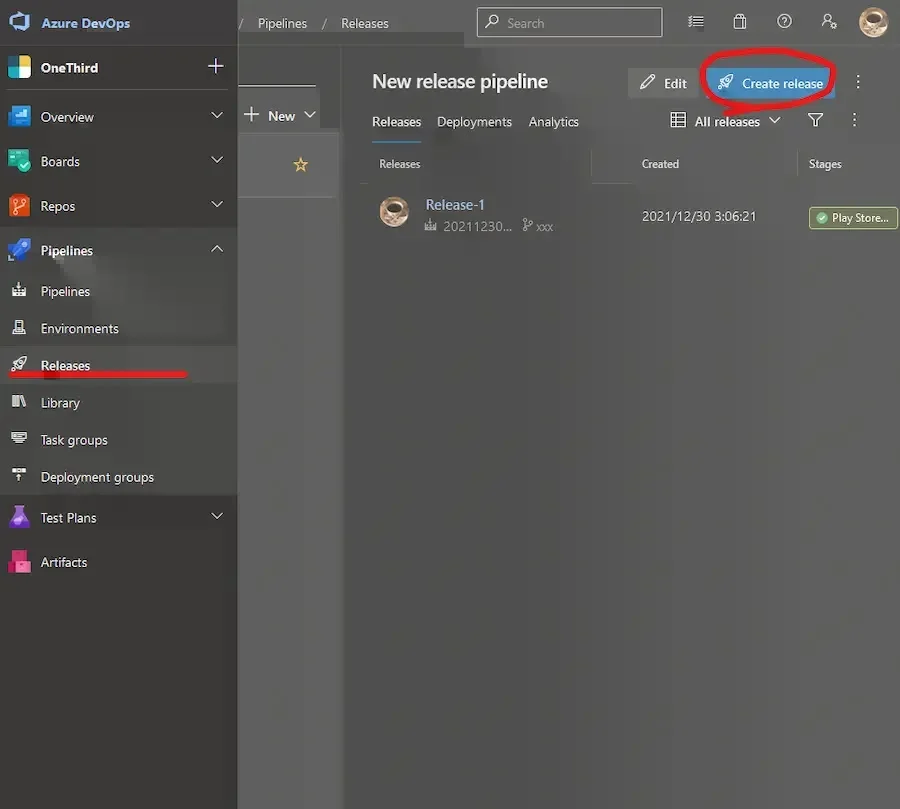 Azure DevOps
/ Pipelines / Releases
Search
OneThird
Overview
Boards
Repos
Pipelines
Pipelines
Environments
Releases
Library
Task groups
Deployment groups
Test Plans
Artifacts
New
New release pipeline
Edit
Create release
Releases
Deployments
Analytics
All releases
Releases
Created
Stages
Release-1
20211230...
xxx
2021/12/30 3:06:21
Play Store...